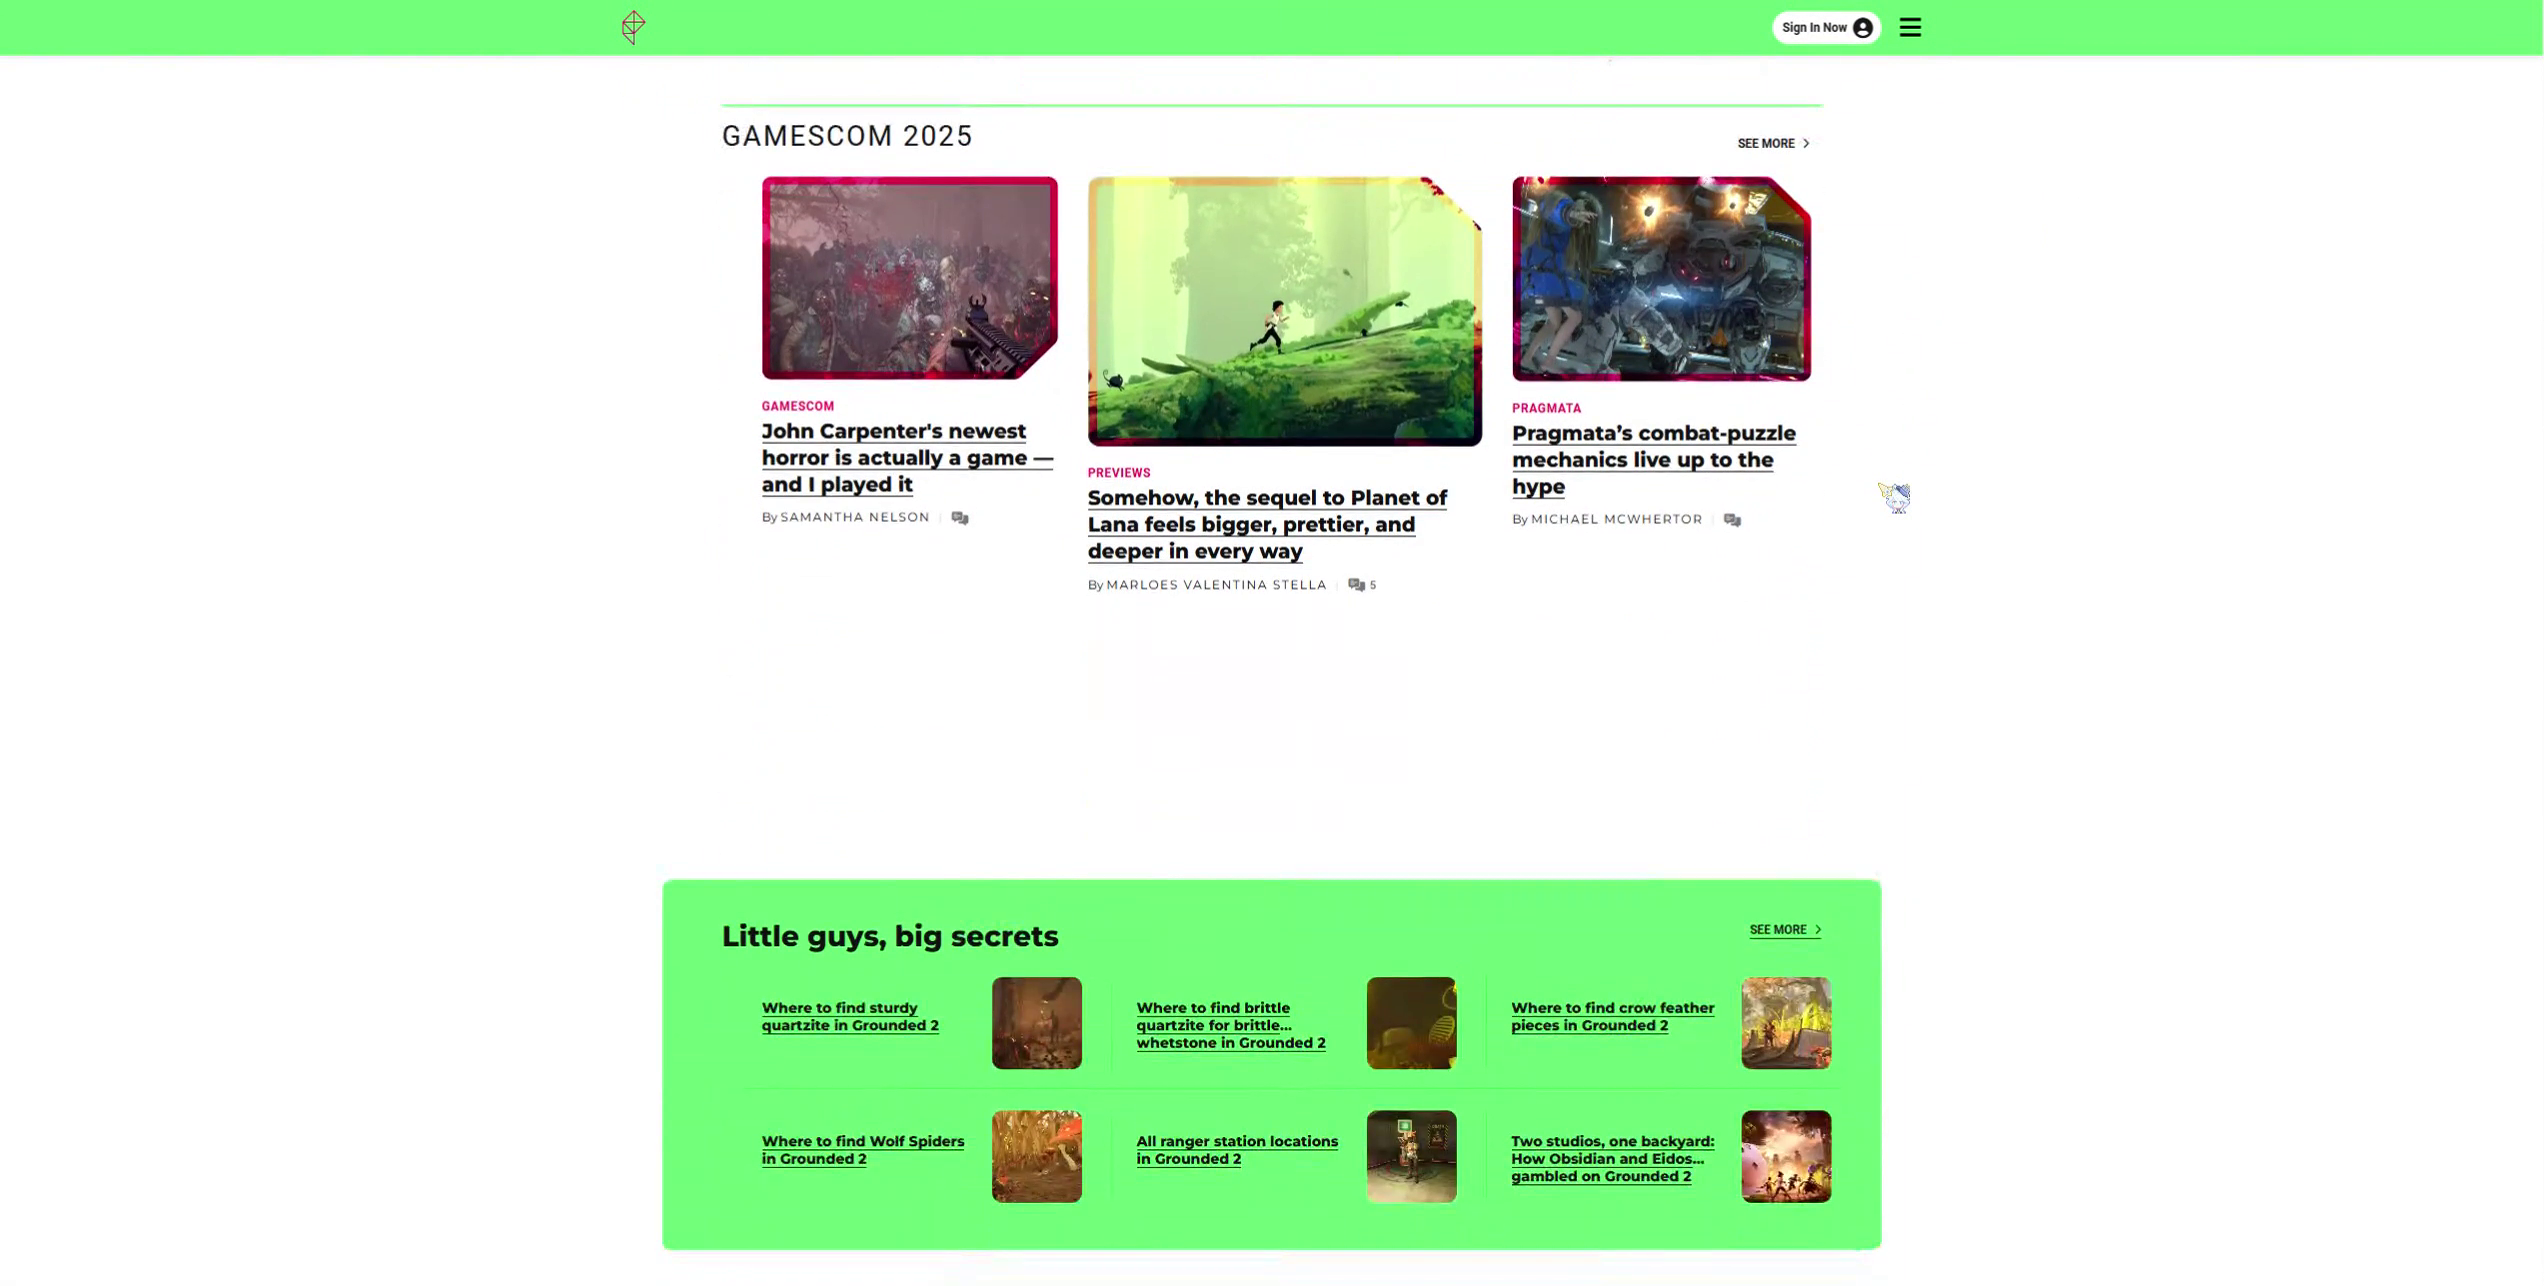 Sign In Now
GAMESCOM 2025
SEE MORE
GAMESCOM
John Carpenter's newest
horror is actually a game —
and I played it
By SAMANTHA NELSON
PREVIEWS
Somehow, the sequel to Planet of
Lana feels bigger, prettier, and
deeper in every way
By MARLOES VALENTINA STELLA
5
PRAGMATA
Pragmata’s combat-puzzle
mechanics live up to the
hype
By MICHAEL MCWHERTOR
Little guys, big secrets
SEE MORE
Where to find sturdy
quartzite in Grounded 2
Where to find brittle
quartzite for brittle...
whetstone in Grounded 2
Where to find crow feather
pieces in Grounded 2
Where to find Wolf Spiders
in Grounded 2
All ranger station locations
in Grounded 2
Two studios, one backyard:
How Obsidian and Eidos...
gambled on Grounded 2